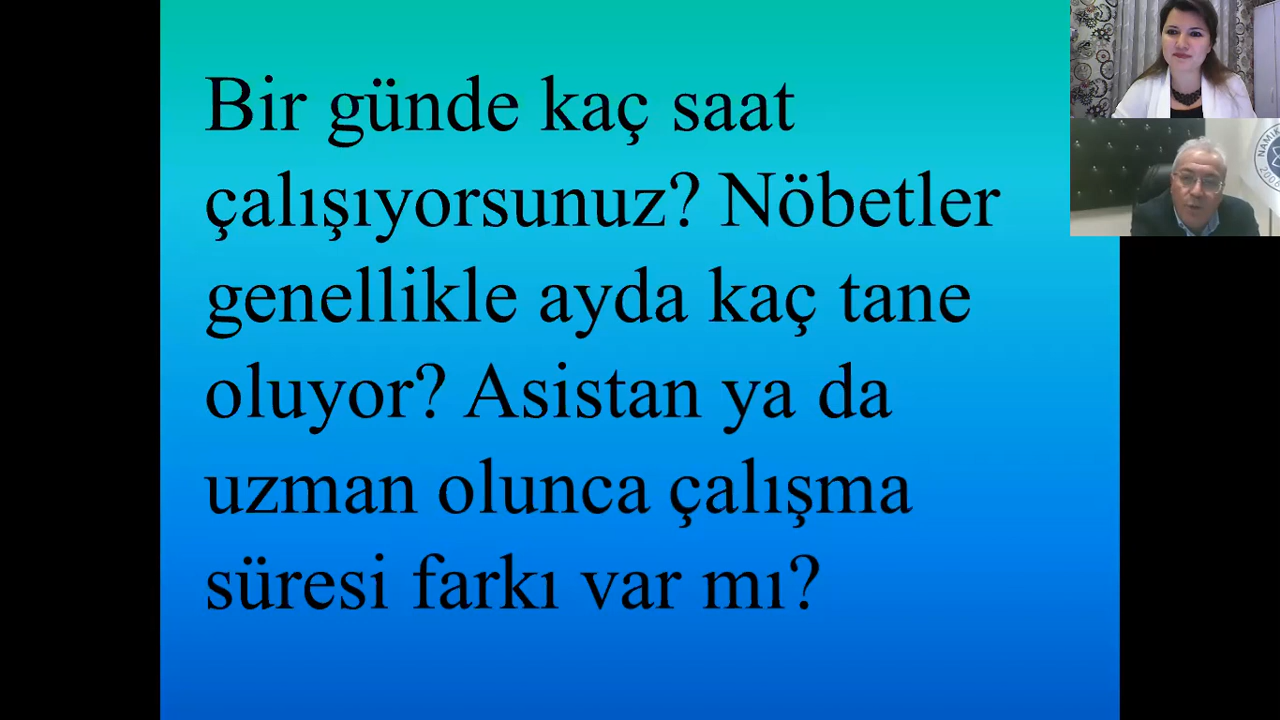 Bir günde kaç saat
çalışıyorsunuz? Nöbetler
genellikle ayda kaç tane
oluyor? Asistan ya da
uzman olunca çalışma
süresi farkı var mı?
NAMIK